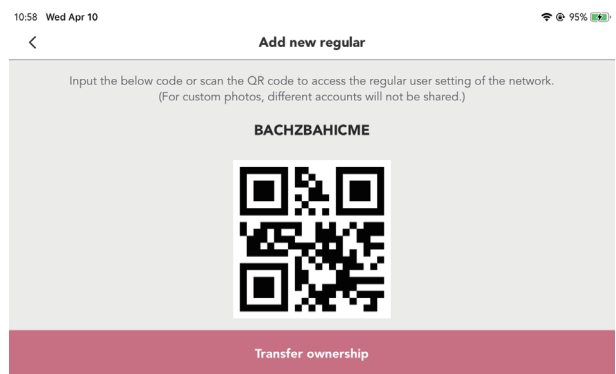 10:58 Wed Apr 10
95%
Add new regular
Input the below code or scan the QR code to access the regular user setting of the network.
(For custom photos, different accounts will not be shared.)
BACHZBAHICME
Transfer ownership